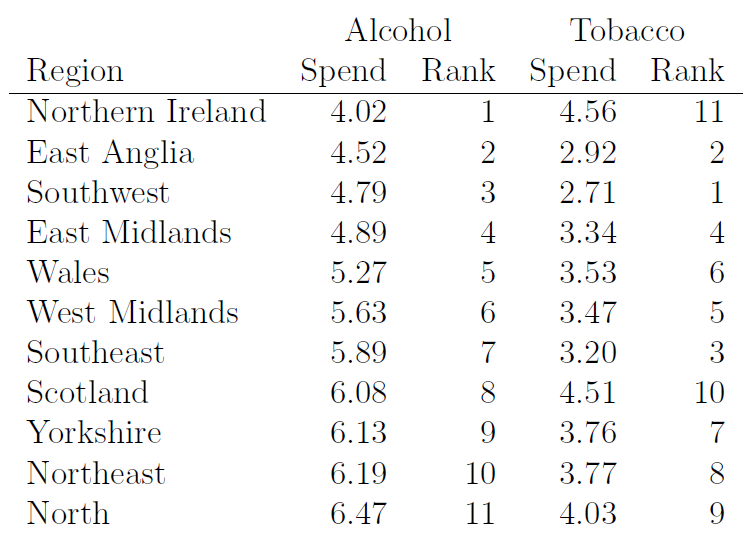 Alcohol Tobacco
Region Spend Rank Spend Rank
Northern Ireland 4.02 1 4.56 11
East Anglia 4.52 2 2.92 2
Southwest 4.79 3 2.71 1
East Midlands 4.89 4 3.34 4
Wales 5.27 5 3.53 6
West Midlands 5.63 6 3.47 5
Southeast 5.89 7 3.20 3
Scotland 6.08 8 4.51 10
Yorkshire 6.13 9 3.76 7
Northeast 6.19 10 3.77 8
North 6.47 11 4.03 9